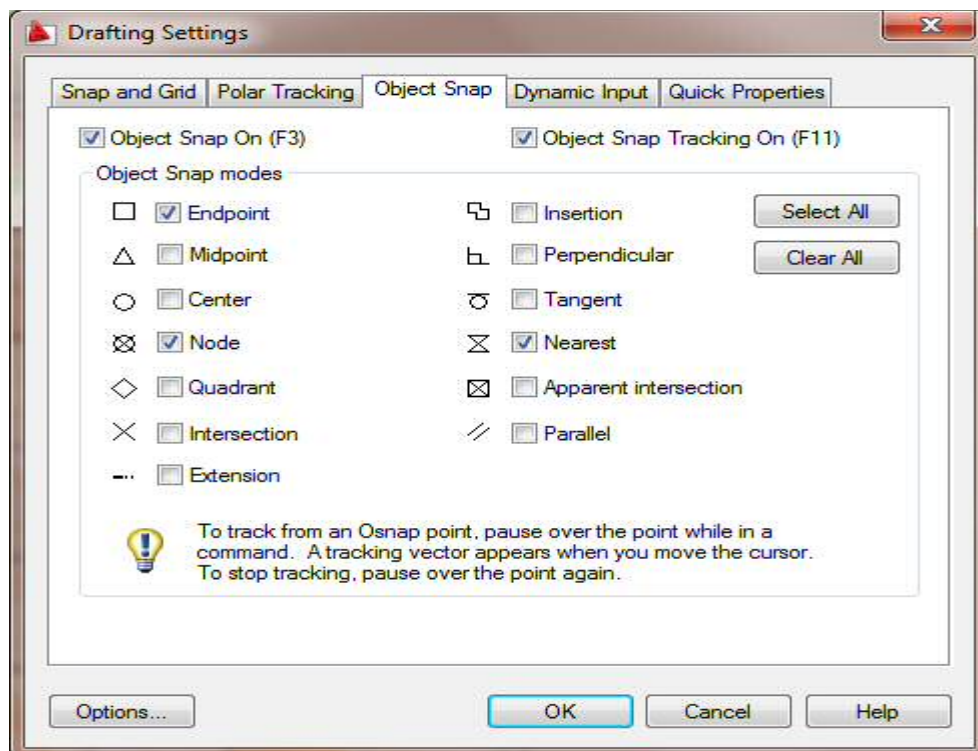 Drafting Settings
Snap and Grid Polar Tracking Object Snap Dynamic Input Quick Properties
Object Snap On (F3) Object Snap Tracking On (F11)
Object Snap modes
Endpoint Insertion Select All
Midpoint Perpendicular Clear All
Center Tangent
Node Nearest
Quadrant Apparent intersection
Intersection Parallel
Extension
To track from an Osnap point, pause over the point while in a
command. A tracking vector appears when you move the cursor.
To stop tracking, pause over the point again.
Options... OK Cancel Help